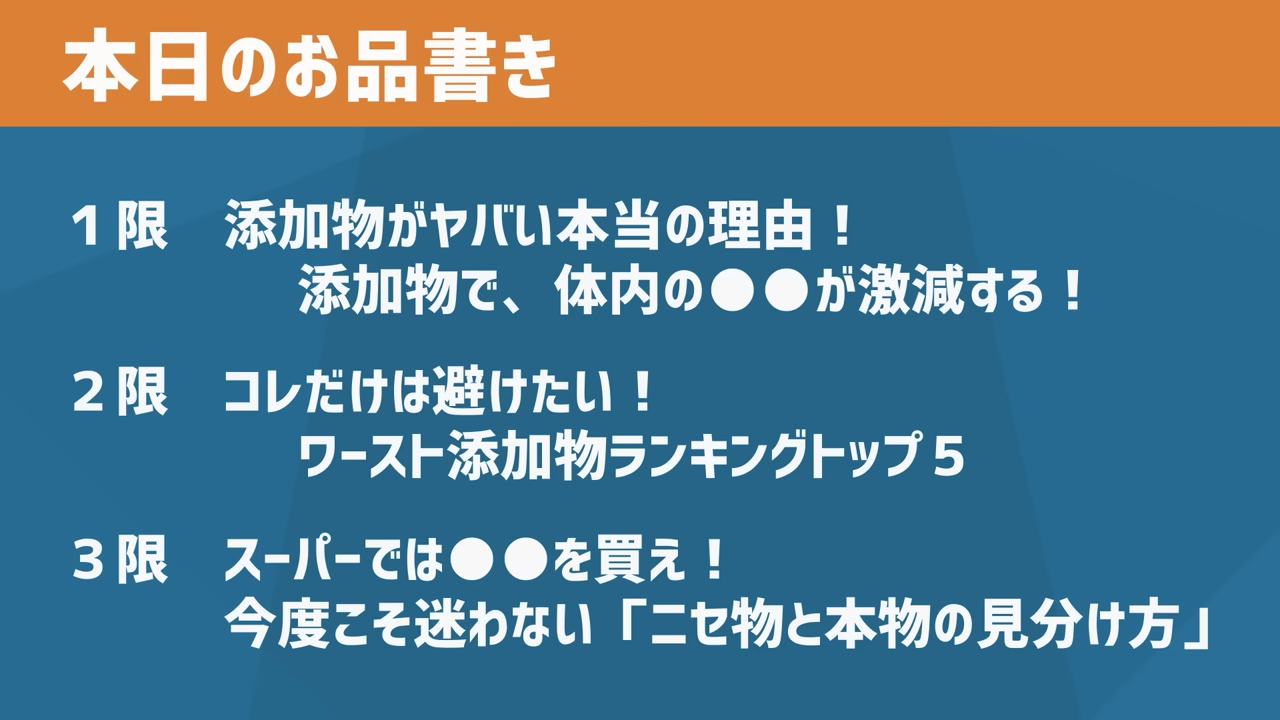 本日のお品書き
１限　添加物がヤバい本当の理由！
添加物で、体内の●●が激減する！
２限　コレだけは避けたい！
ワースト添加物ランキングトップ５
３限　スーパーでは●●を買え！
今度こそ迷わない「ニセ物と本物の見分け方」